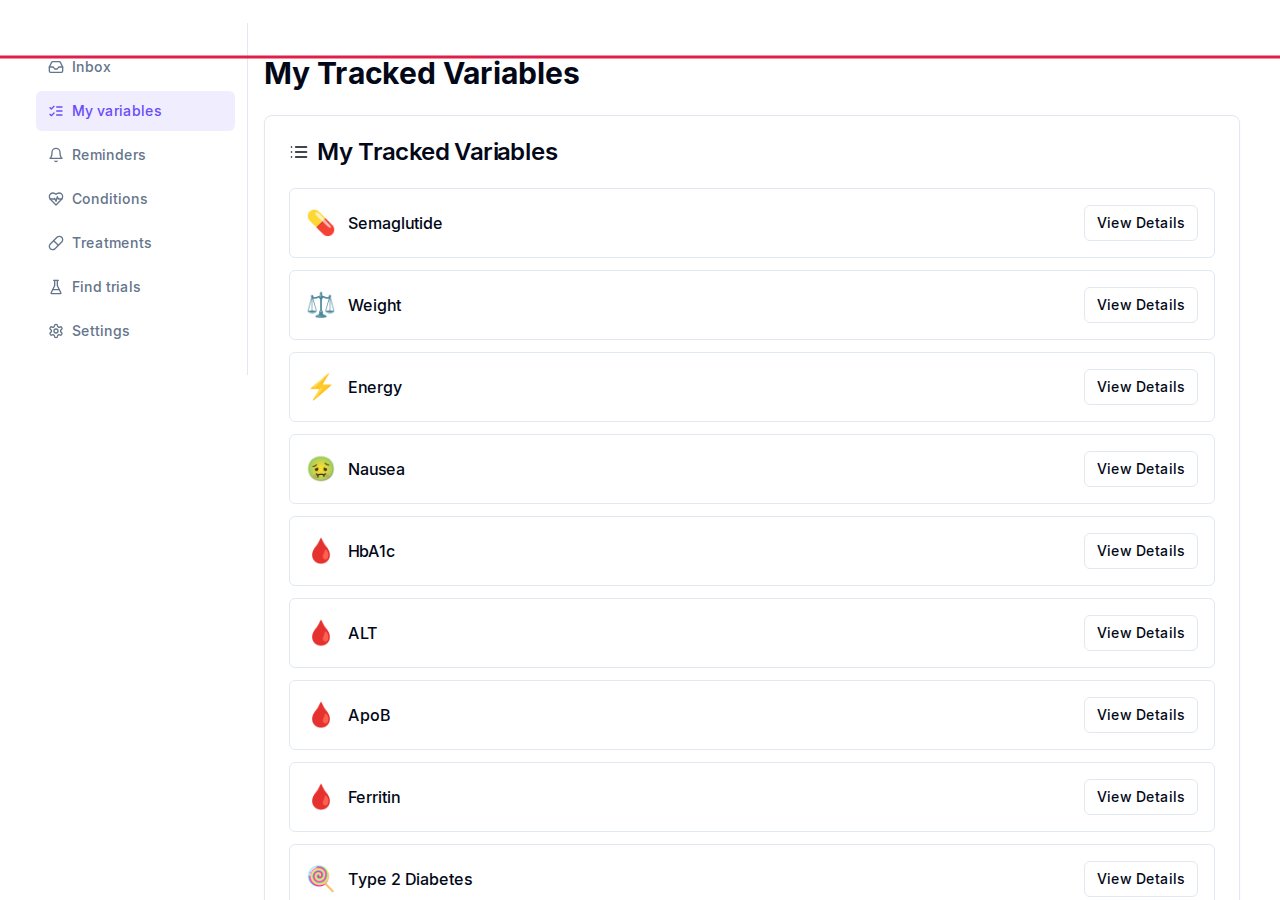 Inbox
My variables
Reminders
Conditions
Treatments
Find trials
Settings
My Tracked Variables
My Tracked Variables
Semaglutide
View Details
Weight
View Details
Energy
View Details
Nausea
View Details
HbA1c
View Details
ALT
View Details
ApoB
View Details
Ferritin
View Details
Type 2 Diabetes
View Details